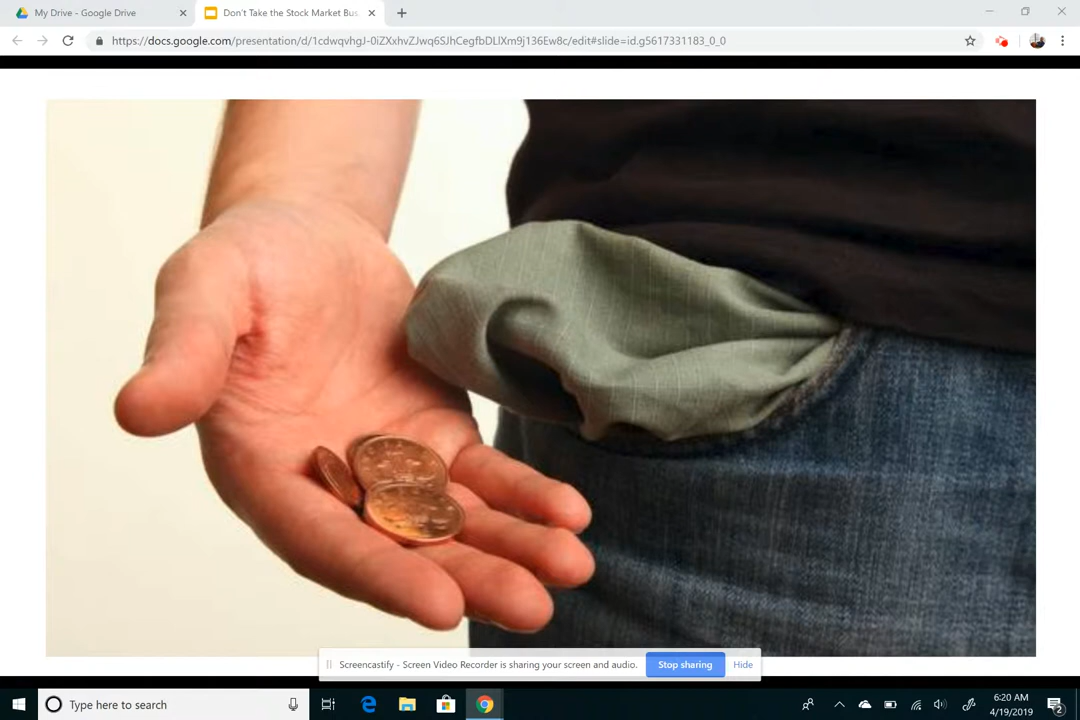 My Drive - Google Drive
Don't Take the Stock Market Bus
https://docs.google.com/presentation/d/1cdwqvhgJ-0iZXxhvZJwq6SJhCegfbDLlXm9j136Ew8c/edit#slide=id.g5617331183_0_0
Screencastify - Screen Video Recorder is sharing your screen and audio.
Stop sharing
Hide
Type here to search
6:20 AM
4/19/2019
2